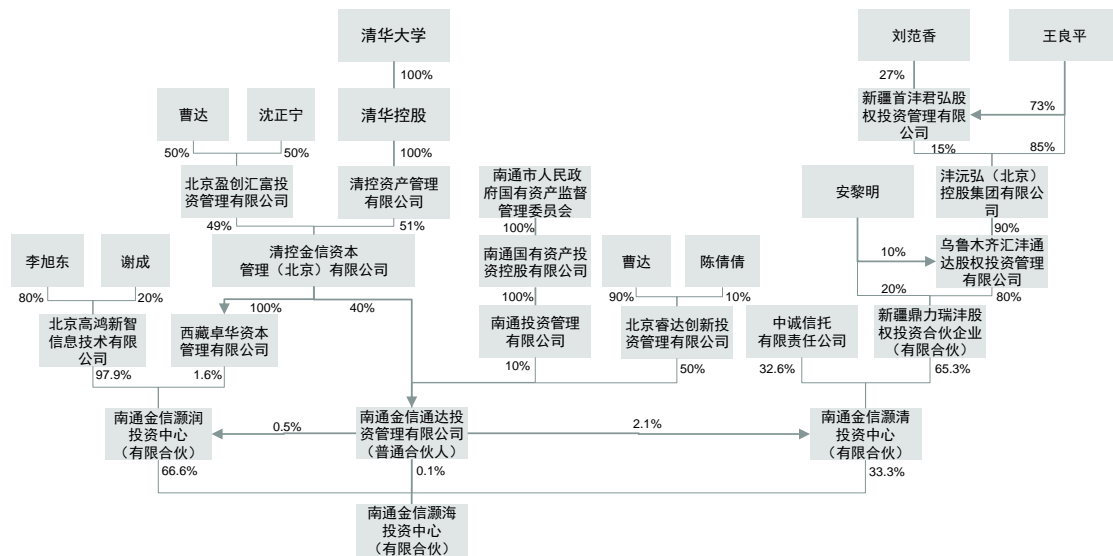 清华大学
刘范香
王良平
100%
27%
曹达
沈正宁
清华控股
新疆首沣君弘股
权投资管理有限
公司
73%
50%
50%
100%
15%
85%
北京盈创汇富投
资管理有限公司
清控资产管理
有限公司
南通市人民政
府国有资产监督
管理委员会
安黎明
沣沅弘（北京）
控股集团有限公
司
49%
51%
100%
90%
李旭东
谢成
清控金信资本
管理（北京）有限公司
南通国有资产投
资控股有限公司
曹达
陈倩倩
10%
乌鲁木齐汇沣通
达股权投资管理
有限公司
80%
20%
100%
40%
100%
90%
10%
20%
80%
北京高鸿新智
信息技术有限
公司
西藏卓华资本
管理有限公司
南通投资管理
有限公司
北京睿达创新投
资管理有限公司
中诚信托
有限责任公司
新疆鼎力瑞沣股
权投资合伙企业
（有限合伙）
97.9%
1.6%
10%
50%
32.6%
65.3%
南通金信灏润
投资中心
（有限合伙）
0.5%
南通金信通达投
资管理有限公司
（普通合伙人）
2.1%
南通金信灏清
投资中心
（有限合伙）
66.6%
0.1%
33.3%
南通金信灏海
投资中心
（有限合伙）